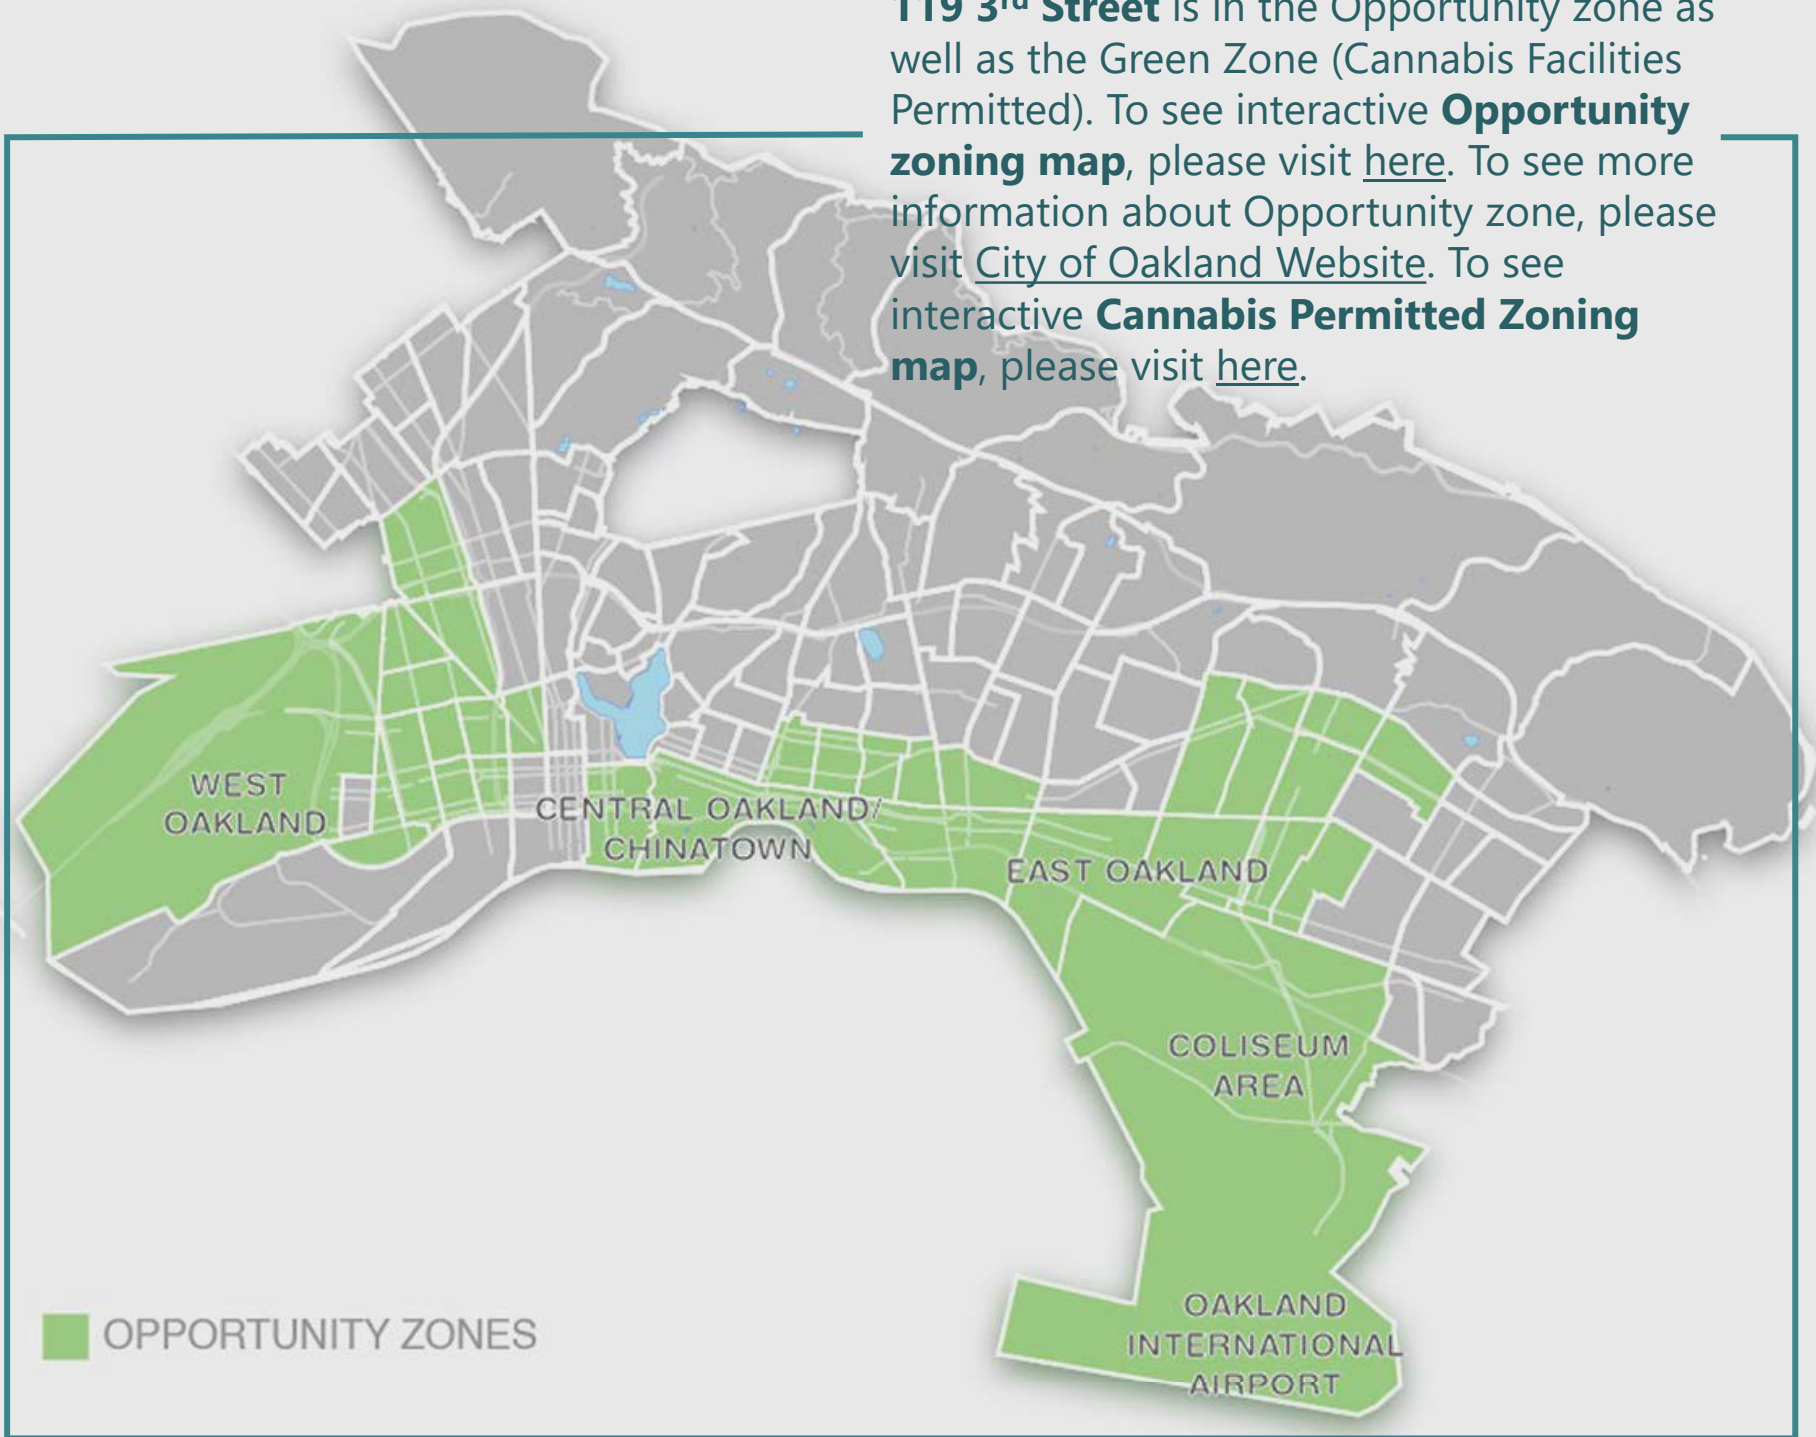 119 3rd Street is in the Opportunity zone as
well as the Green Zone (Cannabis Facilities
Permitted). To see interactive Opportunity
zoning map, please visit here. To see more
information about Opportunity zone, please
visit City of Oakland Website. To see
interactive Cannabis Permitted Zoning
map, please visit here.
WEST
OAKLAND
CENTRAL OAKLAND/
CHINATOWN
EAST OAKLAND
COLISEUM
AREA
OAKLAND
INTERNATIONAL
AIRPORT
OPPORTUNITY ZONES